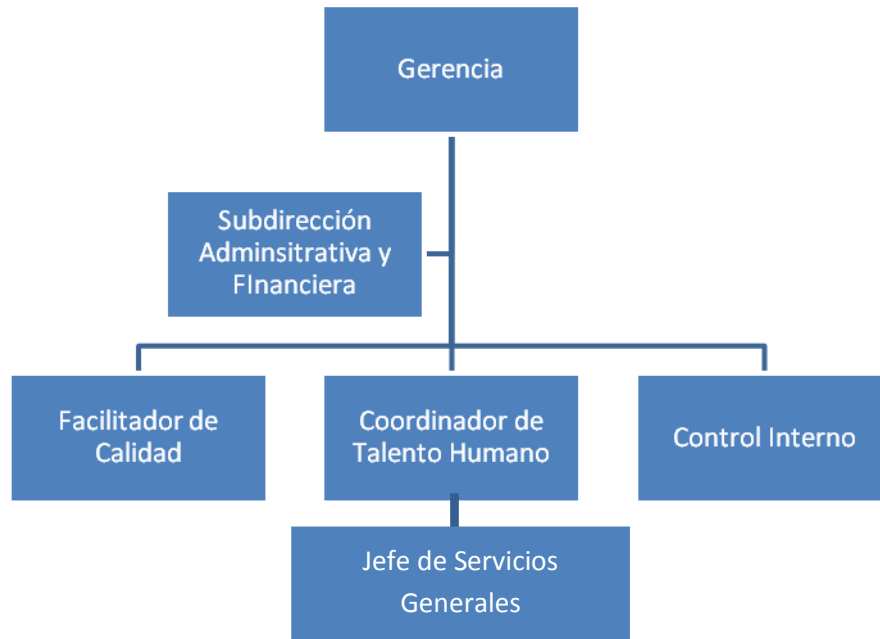 Gerencia
Subdirección
Adminsitrativa y
FInanciera
Facilitador de
Calidad
Coordinador de
Talento Humano
Control Interno
Jefe de Servicios
Generales